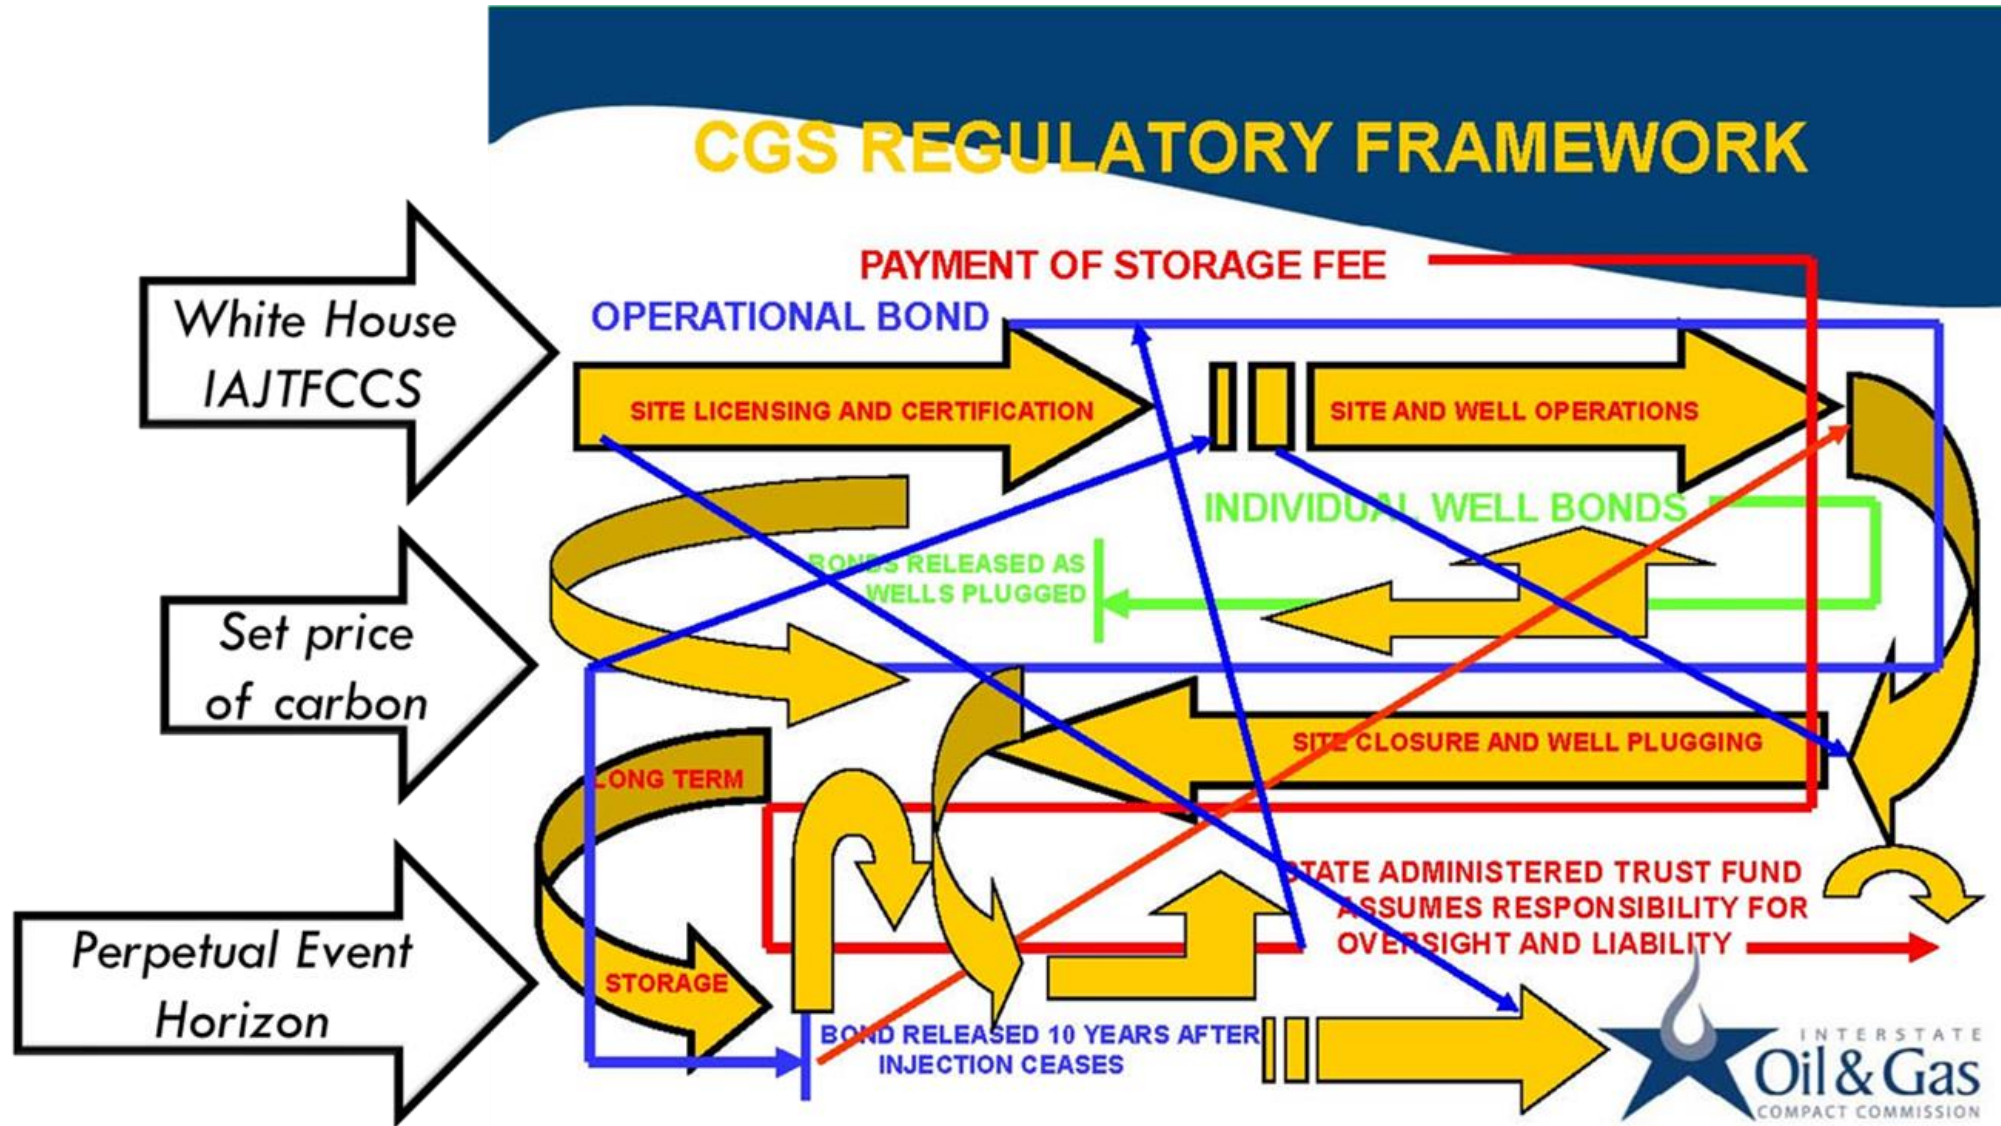 CGS REGULATORY FRAMEWORK
PAYMENT OF STORAGE FEE
OPERATIONAL BOND
White House
IAJTFCCS
SITE LICENSING AND CERTIFICATION
SITE AND WELL OPERATIONS
INDIVIDUAL WELL BONDS
BONDS RELEASED AS
WELLS PLUGGED
Set price
of carbon
SITE CLOSURE AND WELL PLUGGING
LONG TERM
STORAGE
STATE ADMINISTERED TRUST FUND
ASSUMES RESPONSIBILITY FOR
OVERSIGHT AND LIABILITY
Perpetual Event
Horizon
BOND RELEASED 10 YEARS AFTER
INJECTION CEASES
INTERSTATE
Oil & Gas
COMPACT COMMISSION